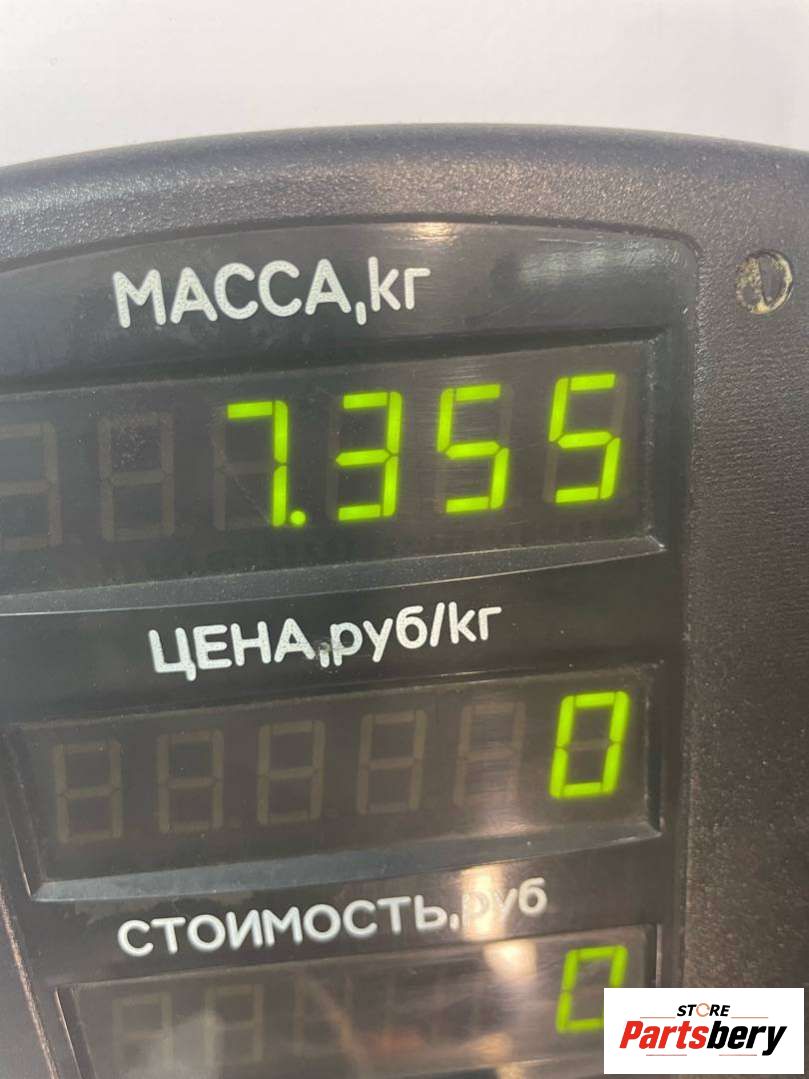 МАССА,кг
7.355
ЦЕНА,руб/кг
0
СТОИМОСТЬ,руб
0
STORE
Partsbery